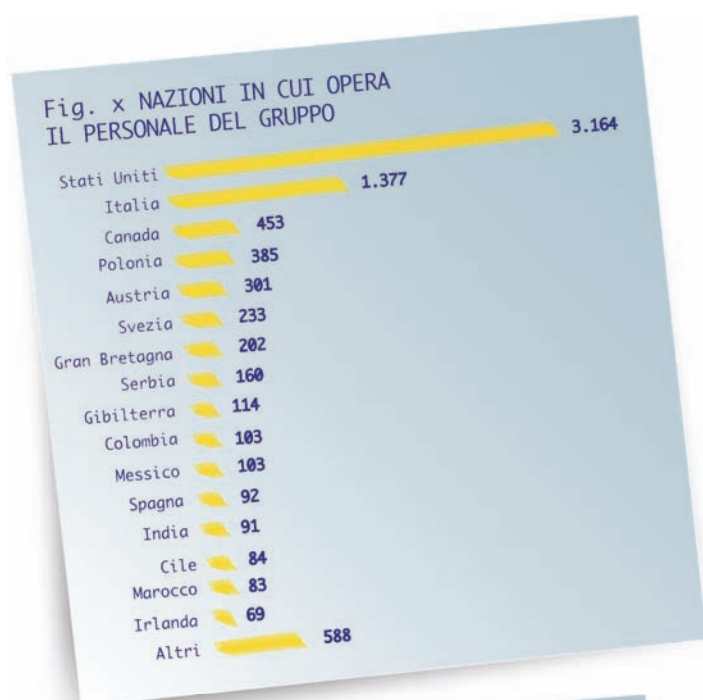 Fig. x NAZIONI IN CUI OPERA
IL PERSONALE DEL GRUPPO
Stati Uniti 3.164
Italia 1.377
Canada 453
Polonia 385
Austria 301
Svezia 233
Gran Bretagna 202
Serbia 160
Gibilterra 114
Colombia 103
Messico 103
Spagna 92
India 91
Cile 84
Marocco 83
Irlanda 69
Altri 588